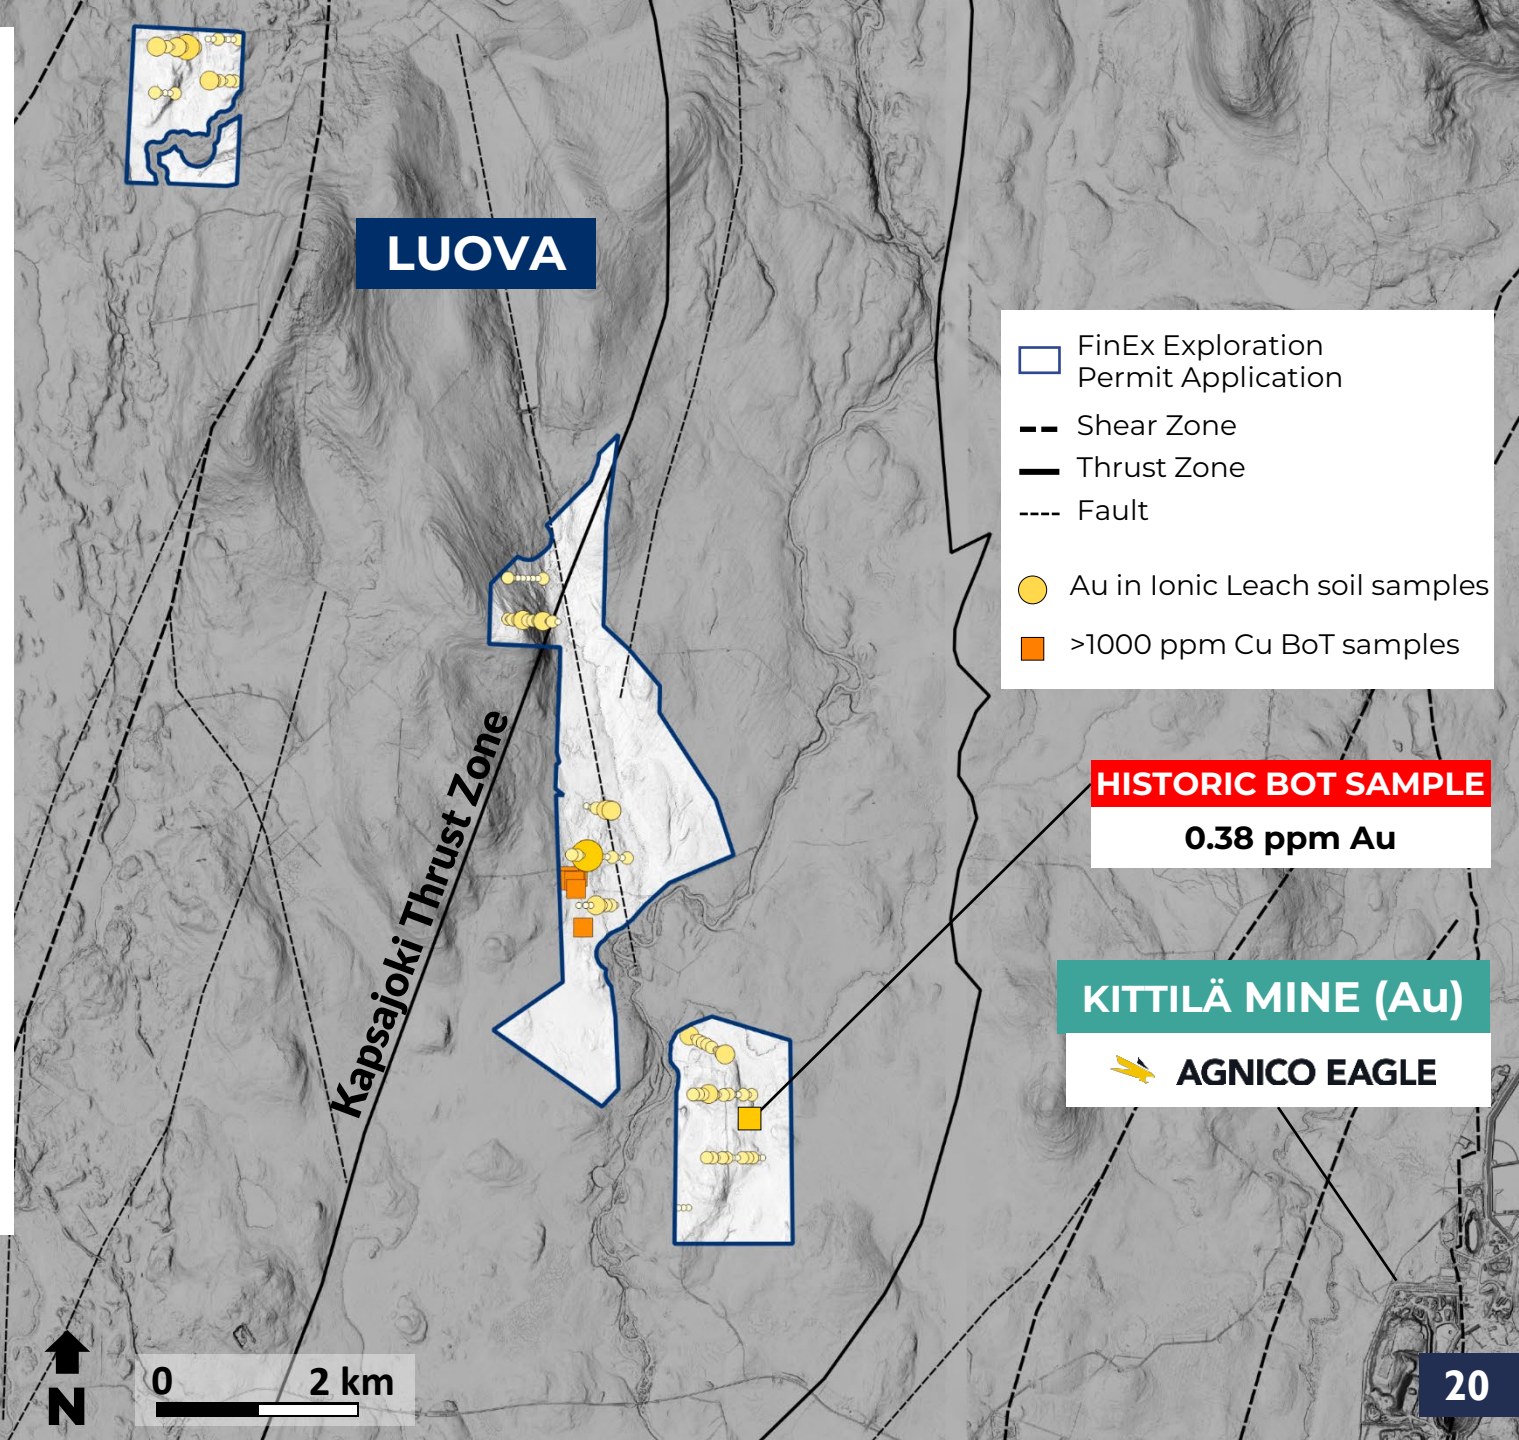 LUOVA
FinEx Exploration
Permit Application
Shear Zone
Thrust Zone
Fault
Au in Ionic Leach soil samples
>1000 ppm Cu BoT samples
Kapsajoki Thrust Zone
HISTORIC BOT SAMPLE
0.38 ppm Au
KITTILÄ MINE (Au)
AGNICO EAGLE
0 2 km
N
20